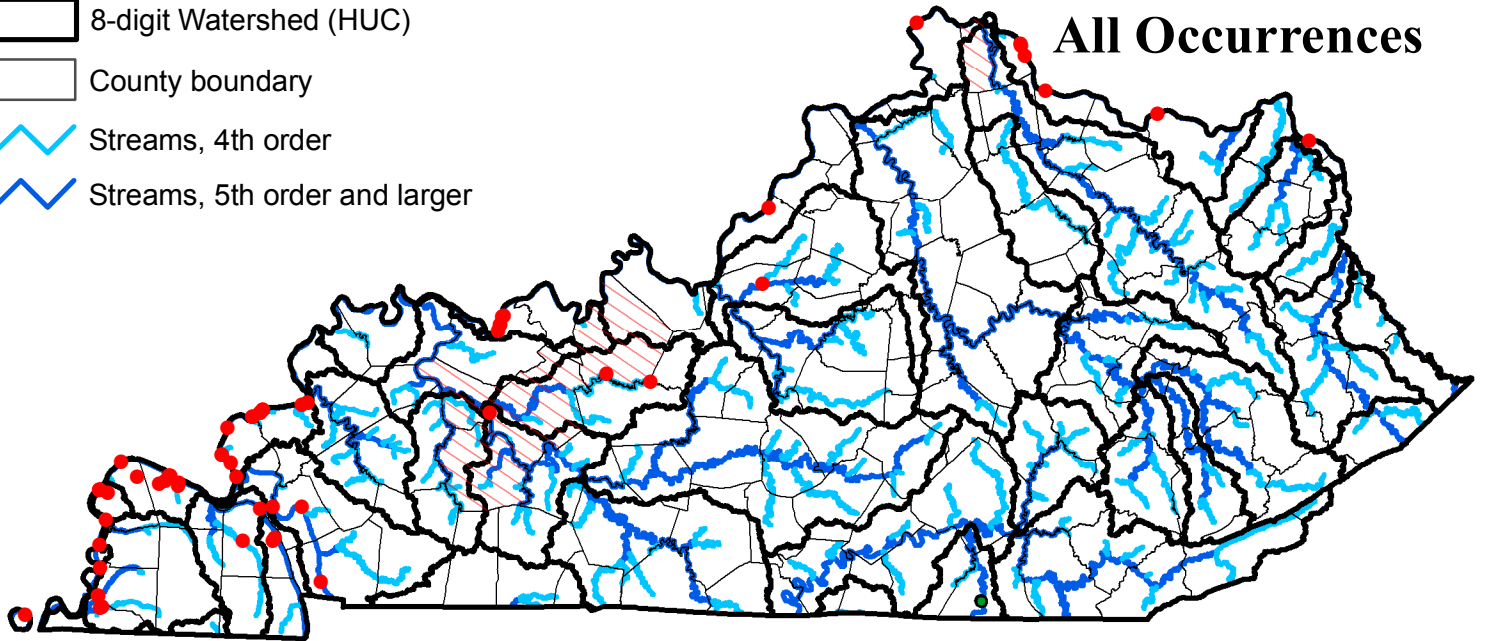 8-digit Watershed (HUC)
All Occurrences
County boundary
Streams, 4th order
Streams, 5th order and larger